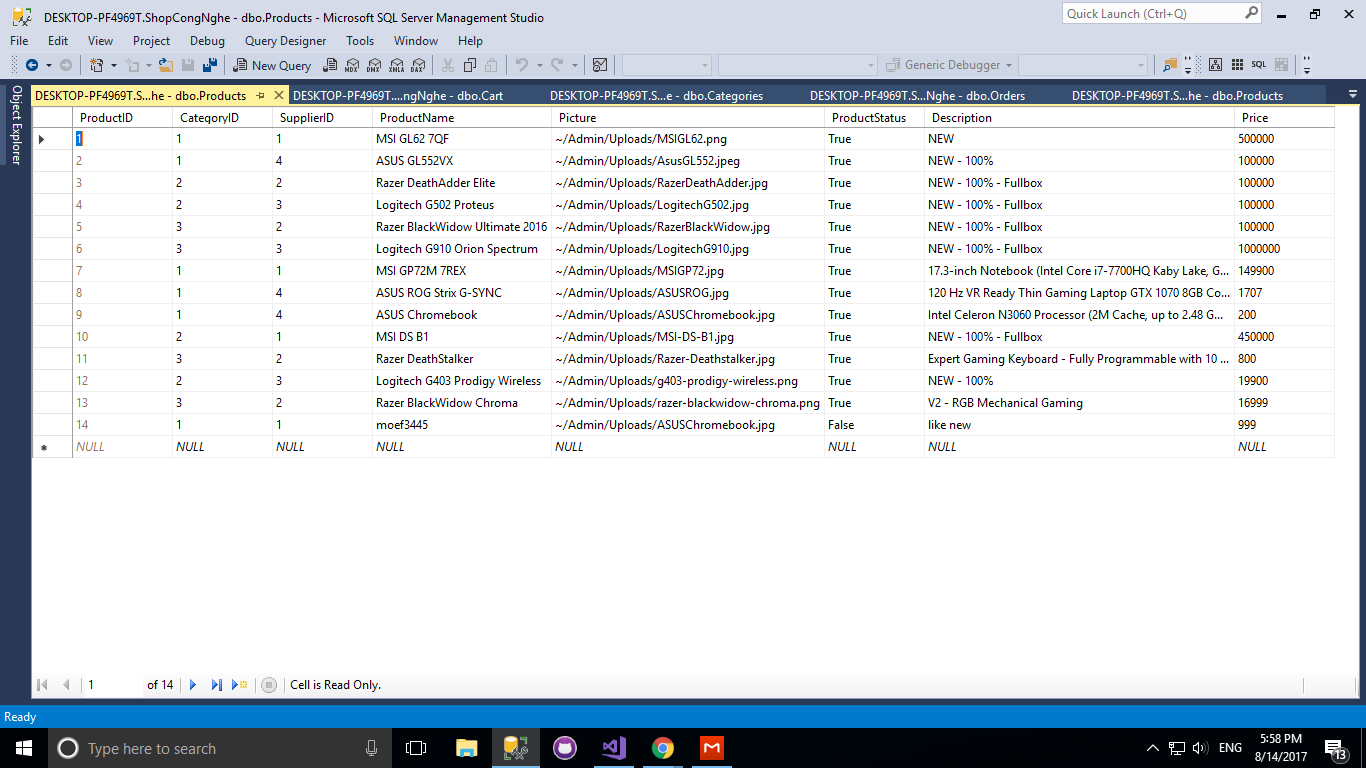 DESKTOP-PF4969T.ShopCongNghe - dbo.Products - Microsoft SQL Server Management Studio
Quick Launch (Ctrl+Q)
File Edit View Project Debug Query Designer Tools Window Help
New Query MDX DMX XMLA DAX Generic Debugger SQL
Object Explorer
DESKTOP-PF4969T.S...he - dbo.Products DESKTOP-PF4969T....ngNghe - dbo.Cart DESKTOP-PF4969T.S...e - dbo.Categories DESKTOP-PF4969T.S...Nghe - dbo.Orders DESKTOP-PF4969T.S...he - dbo.Products
ProductID CategoryID SupplierID ProductName Picture ProductStatus Description Price
1 1 1 MSI GL62 7QF ~/Admin/Uploads/MSIGL62.png True NEW 500000
2 1 4 ASUS GL552VX ~/Admin/Uploads/AsusGL552.jpeg True NEW - 100% 100000
3 2 2 Razer DeathAdder Elite ~/Admin/Uploads/RazerDeathAdder.jpg True NEW - 100% - Fullbox 100000
4 2 3 Logitech G502 Proteus ~/Admin/Uploads/LogitechG502.jpg True NEW - 100% - Fullbox 100000
5 3 2 Razer BlackWidow Ultimate 2016 ~/Admin/Uploads/RazerBlackWidow.jpg True NEW - 100% - Fullbox 100000
6 3 3 Logitech G910 Orion Spectrum ~/Admin/Uploads/LogitechG910.jpg True NEW - 100% - Fullbox 1000000
7 1 1 MSI GP72M 7REX ~/Admin/Uploads/MSIGP72.jpg True 17.3-inch Notebook (Intel Core i7-7700HQ Kaby Lake, G... 149900
8 1 4 ASUS ROG Strix G-SYNC ~/Admin/Uploads/ASUSROG.jpg True 120 Hz VR Ready Thin Gaming Laptop GTX 1070 8GB Co... 1707
9 1 4 ASUS Chromebook ~/Admin/Uploads/ASUSChromebook.jpg True Intel Celeron N3060 Processor (2M Cache, up to 2.48 G... 200
10 2 1 MSI DS B1 ~/Admin/Uploads/MSI-DS-B1.jpg True NEW - 100% - Fullbox 450000
11 3 2 Razer DeathStalker ~/Admin/Uploads/Razer-Deathstalker.jpg True Expert Gaming Keyboard - Fully Programmable with 10 ... 800
12 2 3 Logitech G403 Prodigy Wireless ~/Admin/Uploads/g403-prodigy-wireless.png True NEW - 100% 19900
13 3 2 Razer BlackWidow Chroma ~/Admin/Uploads/razer-blackwidow-chroma.png True V2 - RGB Mechanical Gaming 16999
14 1 1 moef3445 ~/Admin/Uploads/ASUSChromebook.jpg False like new 999
NULL NULL NULL NULL NULL NULL NULL NULL
1 of 14 Cell is Read Only.
Ready
Type here to search
ENG
5:58 PM
8/14/2017
13